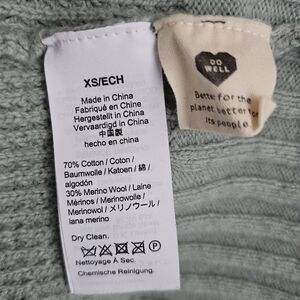 XS/ECH
Made in China
Fabriqué en Chine
Hergestellt in China
Vervaardigd in China
中国製
hecho en china
70% Cotton / Coton /
Baumwolle / Katoen / 綿 /
algodón
30% Merino Wool / Laine
Mérinos / Merinowolle /
Merinowol / メリノウール /
lana merino
Dry Clean.
P
Nettoyage À Sec.
Chemische Reinigung.
DO
WELL
Better for the
planet better for
its people